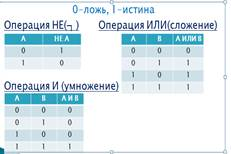 0-ложь, 1-истина
Операция НЕ(¬)
А НЕ А
0 1
1 0
Операция ИЛИ(сложение)
А В А ИЛИ В
0 0 0
0 1 1
1 0 1
1 1 1
Операция И (умножение)
А В А И В
0 0 0
0 1 0
1 0 0
1 1 1